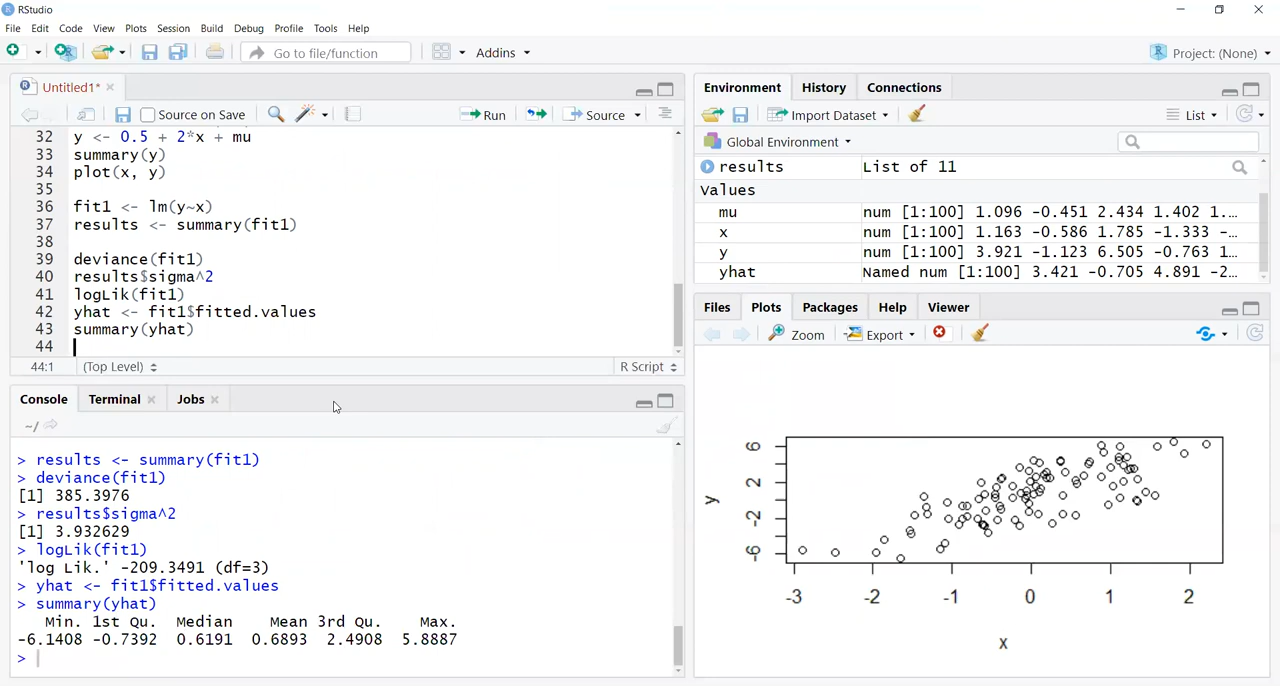 RStudio
File Edit Code View Plots Session Build Debug Profile Tools Help
Go to file/function Addins Project: (None)
Untitled1*
Source on Save Run Source
32 y <- 0.5 + 2*x + mu
33 summary(y)
34 plot(x, y)
35
36 fit1 <- lm(y~x)
37 results <- summary(fit1)
38
39 deviance(fit1)
40 results$sigma^2
41 logLik(fit1)
42 yhat <- fit1$fitted.values
43 summary(yhat)
44
44:1 (Top Level) R Script
Console Terminal Jobs
~/
> results <- summary(fit1)
> deviance(fit1)
[1] 385.3976
> results$sigma^2
[1] 3.932629
> logLik(fit1)
'log Lik.' -209.3491 (df=3)
> yhat <- fit1$fitted.values
> summary(yhat)
Min. 1st Qu. Median Mean 3rd Qu. Max.
-6.1408 -0.7392 0.6191 0.6893 2.4908 5.8887
>
Environment History Connections
Import Dataset List
Global Environment
results List of 11
Values
mu num [1:100] 1.096 -0.451 2.434 1.402 1.…
x num [1:100] 1.163 -0.586 1.785 -1.333 -…
y num [1:100] 3.921 -1.123 6.505 -0.763 1…
yhat Named num [1:100] 3.421 -0.705 4.891 -2…
Files Plots Packages Help Viewer
Zoom Export
y
6
2
-2
-6
-3 -2 -1 0 1 2
x